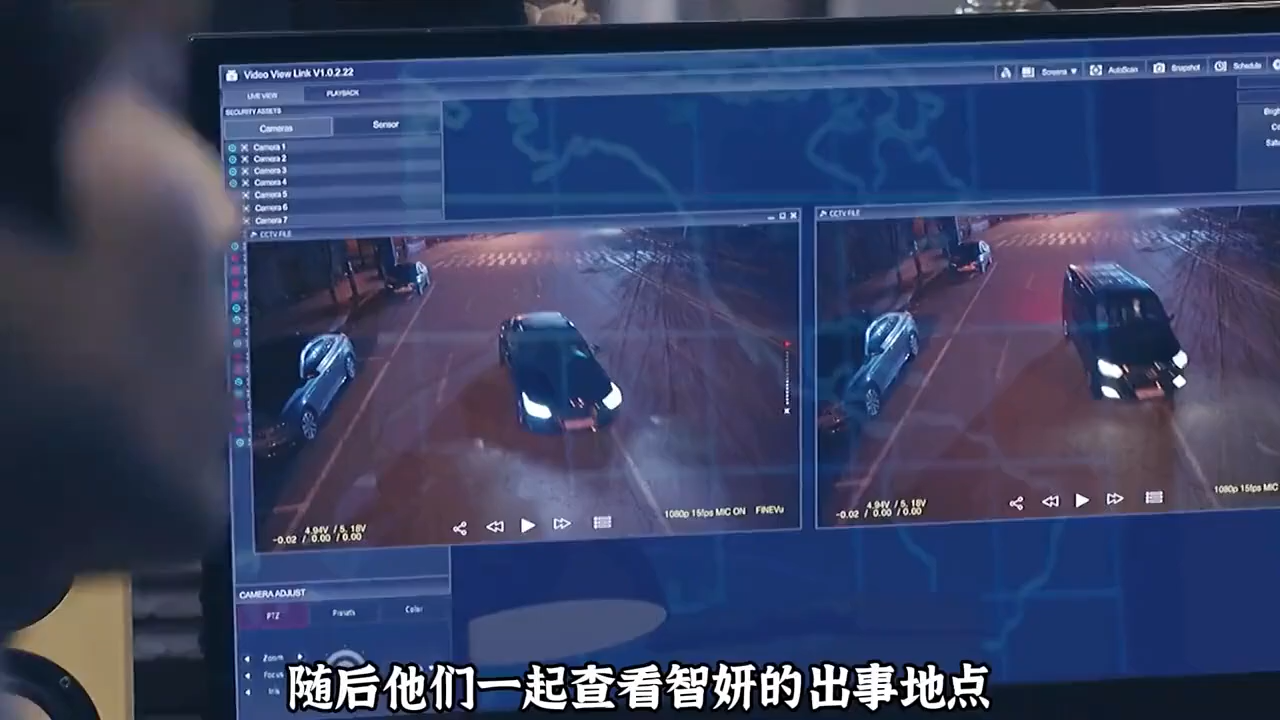 Video View Link V1.0.2.22
Screens ▼ AutoScan Snapshot Schedule
LIVE VIEW PLAYBACK
SECURITY ASSETS
Cameras Sensor
Camera 1
Camera 2
Camera 3
Camera 4
Camera 5
Camera 6
Camera 7
CCTV FILE
CCTV FILE
4.94V / 5.18V
-0.02 / 0.00 / 0.00
1080p 15fps MIC ON FINEVu
4.94V / 5.18V
-0.02 / 0.00 / 0.00
1080p 15fps MIC
CAMERA ADJUST
PTZ Presets Color
Zoom
Focus
Iris
随后他们一起查看智妍的出事地点